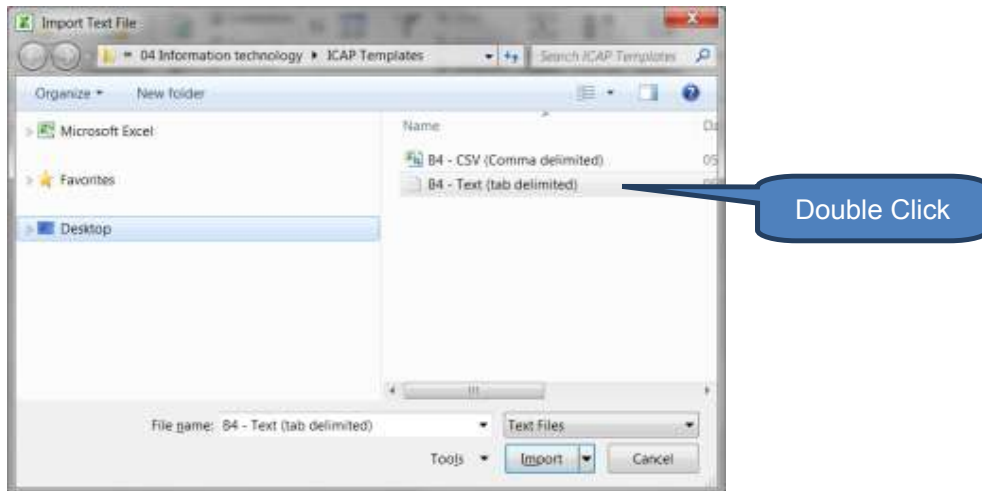 Import Text File
04 Information technology ▸ ICAP Templates
Search ICAP Templates
Organize
New folder
Microsoft Excel
Favorites
Desktop
Name
Da
B4 - CSV (Comma delimited)
05
B4 - Text (tab delimited)
Double Click
File name: B4 - Text (tab delimited)
Text Files
Tools
Import
Cancel